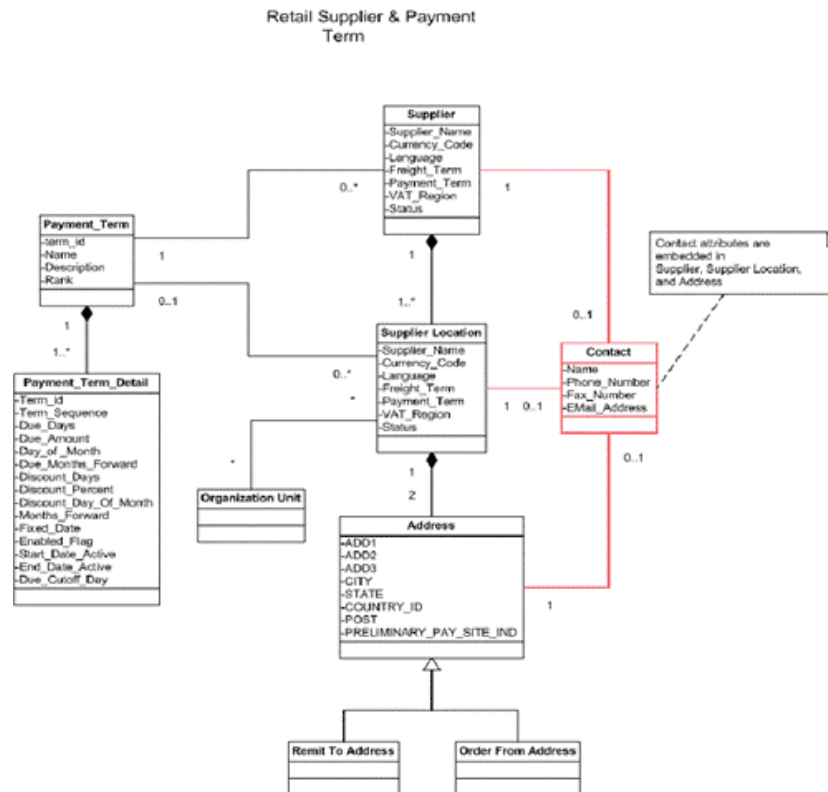 Retail Supplier & Payment
Term
Supplier
-Supplier_Name
-Currency_Code
-Language
-Freight_Term
-Payment_Term
-VAT_Region
-Status
0..*
1
Payment_Term
-term_id
-Name
-Description
-Rank
1
0..1
1
1..*
1
1..*
Contact attributes are
embedded in
Supplier, Supplier Location,
and Address
0..1
Supplier Location
-Supplier_Name
-Currency_Code
-Language
-Freight_Term
-Payment_Term
-VAT_Region
-Status
0..*
*
*
1
0..1
Contact
-Name
-Phone_Number
-Fax_Number
-EMail_Address
0..1
Payment_Term_Detail
-Term_id
-Term_Sequence
-Due_Days
-Due_Amount
-Day_of_Month
-Due_Months_Forward
-Discount_Days
-Discount_Percent
-Discount_Day_Of_Month
-Months_Forward
-Fixed_Date
-Enabled_Flag
-Start_Date_Active
-End_Date_Active
-Due_Cutoff_Day
Organization Unit
1
2
Address
-ADD1
-ADD2
-ADD3
-CITY
-STATE
-COUNTRY_ID
-POST
-PRELIMINARY_PAY_SITE_IND
1
Remit To Address
Order From Address